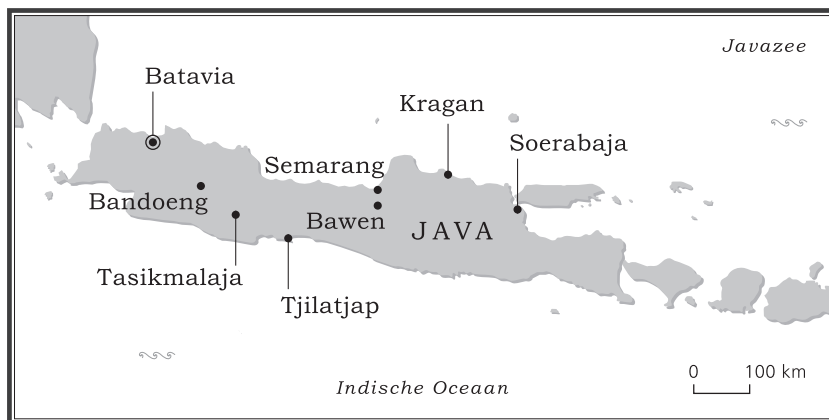 Javazee
Batavia
Kragan
Soerabaja
Semarang
Bandoeng
Bawen
JAVA
Tasikmalaja
Tjilatjap
0 100 km
Indische Oceaan